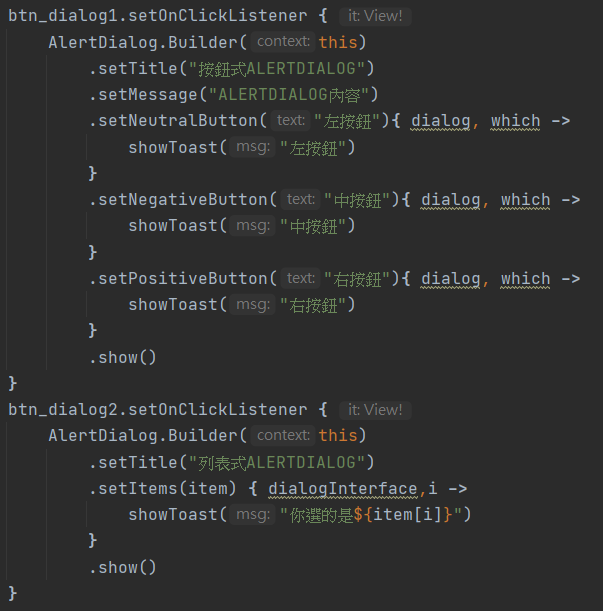 btn_dialog1.setOnClickListener { it:View!
AlertDialog.Builder( context: this)
.setTitle("按鈕式ALERTDIALOG")
.setMessage("ALERTDIALOG內容")
.setNeutralButton( text: "左按鈕"){ dialog, which ->
showToast( msg: "左按鈕")
}
.setNegativeButton( text: "中按鈕"){ dialog, which ->
showToast( msg: "中按鈕")
}
.setPositiveButton( text: "右按鈕"){ dialog, which ->
showToast( msg: "右按鈕")
}
.show()
}
btn_dialog2.setOnClickListener { it:View!
AlertDialog.Builder( context: this)
.setTitle("列表式ALERTDIALOG")
.setItems(item) { dialogInterface,i ->
showToast( msg: "你選的是${item[i]}")
}
.show()
}